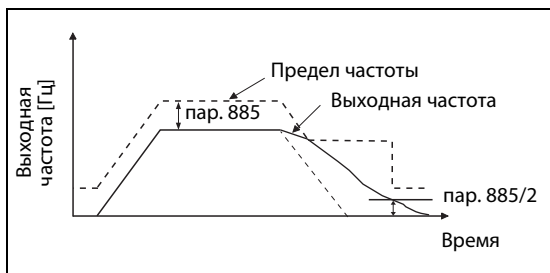 Выходная
частота [Гц]
Предел частоты
Выходная частота
пар. 885
пар. 885/2
Время